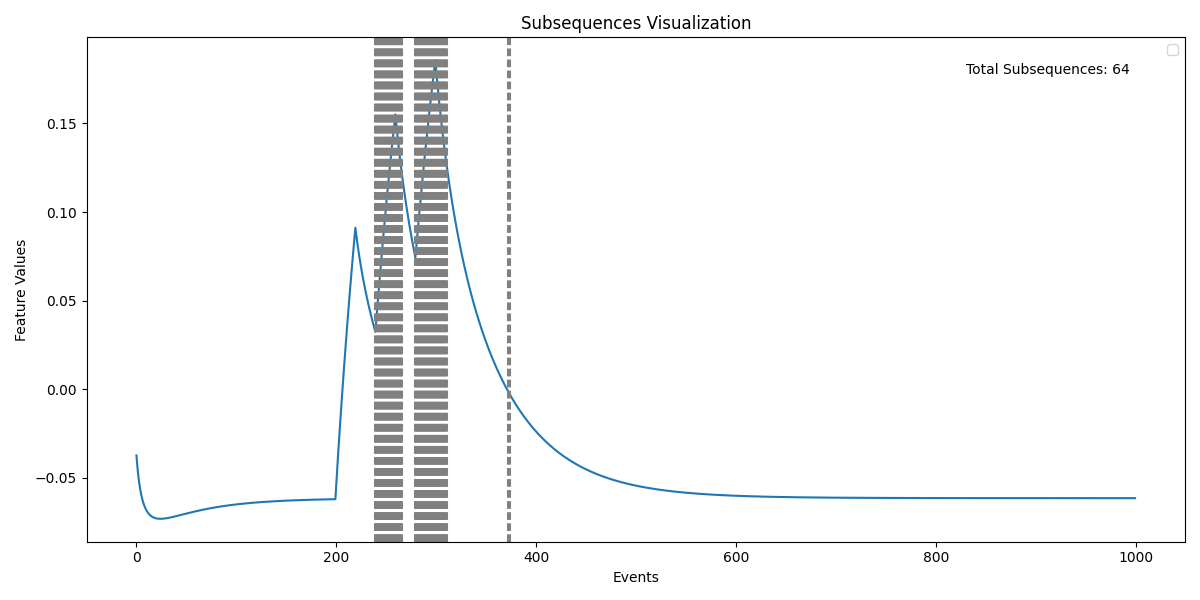 Subsequences Visualization
Total Subsequences: 64
Feature Values
0.15
0.10
0.05
0.00
−0.05
0
200
400
600
800
1000
Events